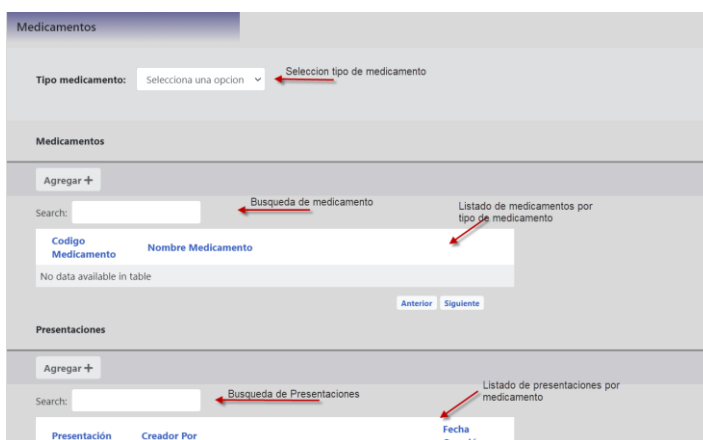 Medicamentos
Tipo medicamento: Selecciona una opcion Seleccion tipo de medicamento
Medicamentos
Agregar +
Search: Busqueda de medicamento
Listado de medicamentos por
tipo de medicamento
Codigo
Medicamento Nombre Medicamento
No data available in table
Anterior Siguiente
Presentaciones
Agregar +
Search: Busqueda de Presentaciones
Listado de presentaciones por
medicamento
Presentación Creador Por Fecha